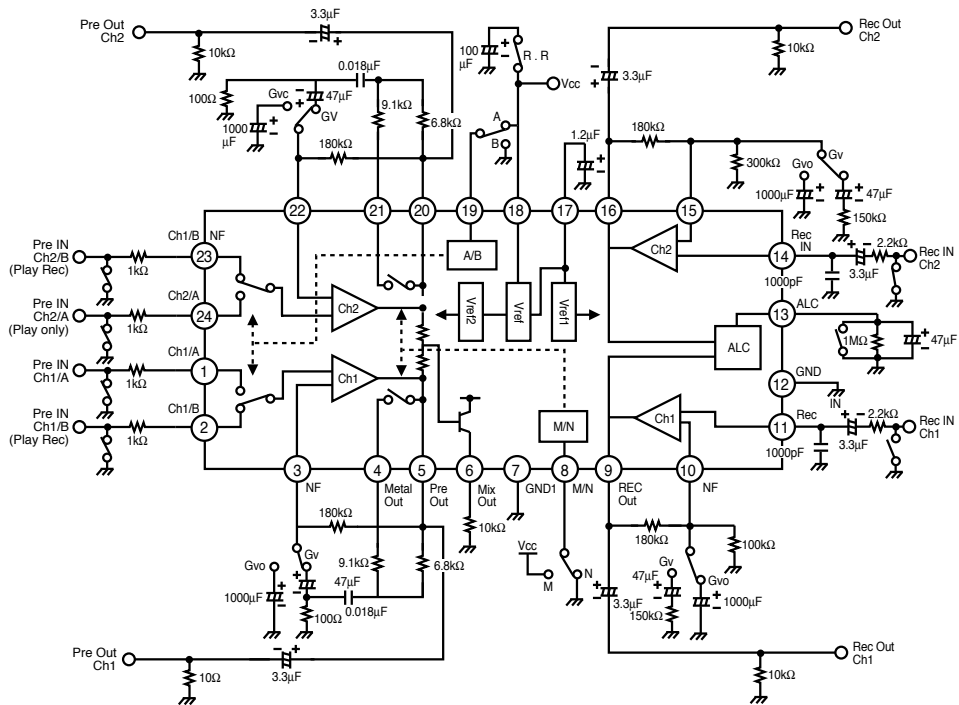 Pre Out
Ch2
3.3µF
10kΩ
0.018µF
47µF
100Ω
Gvc
GV
1000
µF
180kΩ
9.1kΩ
6.8kΩ
100
µF
R . R
Vcc
A
B
1.2µF
Rec Out
Ch2
10kΩ
3.3µF
180kΩ
300kΩ
Gvo
Gv
1000µF
47µF
150kΩ
22
21
20
19
18
17
16
15
Pre IN
Ch2/B
(Play Rec)
1kΩ
Ch1/B
NF
23
A/B
Ch2
Rec
IN
14
1000pF
3.3µF
2.2kΩ
Rec IN
Ch2
Ch2/A
(Play only)
1kΩ
Ch2/A
24
Ch2
Vref2
Vref
Vref1
ALC
13
ALC
1MΩ
47µF
Pre IN
Ch1/A
1kΩ
Ch1/A
1
Ch1
12
GND
IN
Pre IN
Ch1/B
(Play Rec)
1kΩ
Ch1/B
2
M/N
Ch1
11
Rec
1000pF
3.3µF
2.2kΩ
Rec IN
Ch1
3
NF
4
Metal
Out
5
Pre
Out
6
Mix
Out
7
GND1
8
M/N
9
REC
Out
10
NF
180kΩ
Gvo
Gv
1000µF
47µF
100Ω
0.018µF
9.1kΩ
6.8kΩ
10kΩ
Vcc
M
N
180kΩ
100kΩ
Gv
47µF
150kΩ
3.3µF
Gvo
1000µF
Pre Out
Ch1
10Ω
3.3µF
10kΩ
Rec Out
Ch1